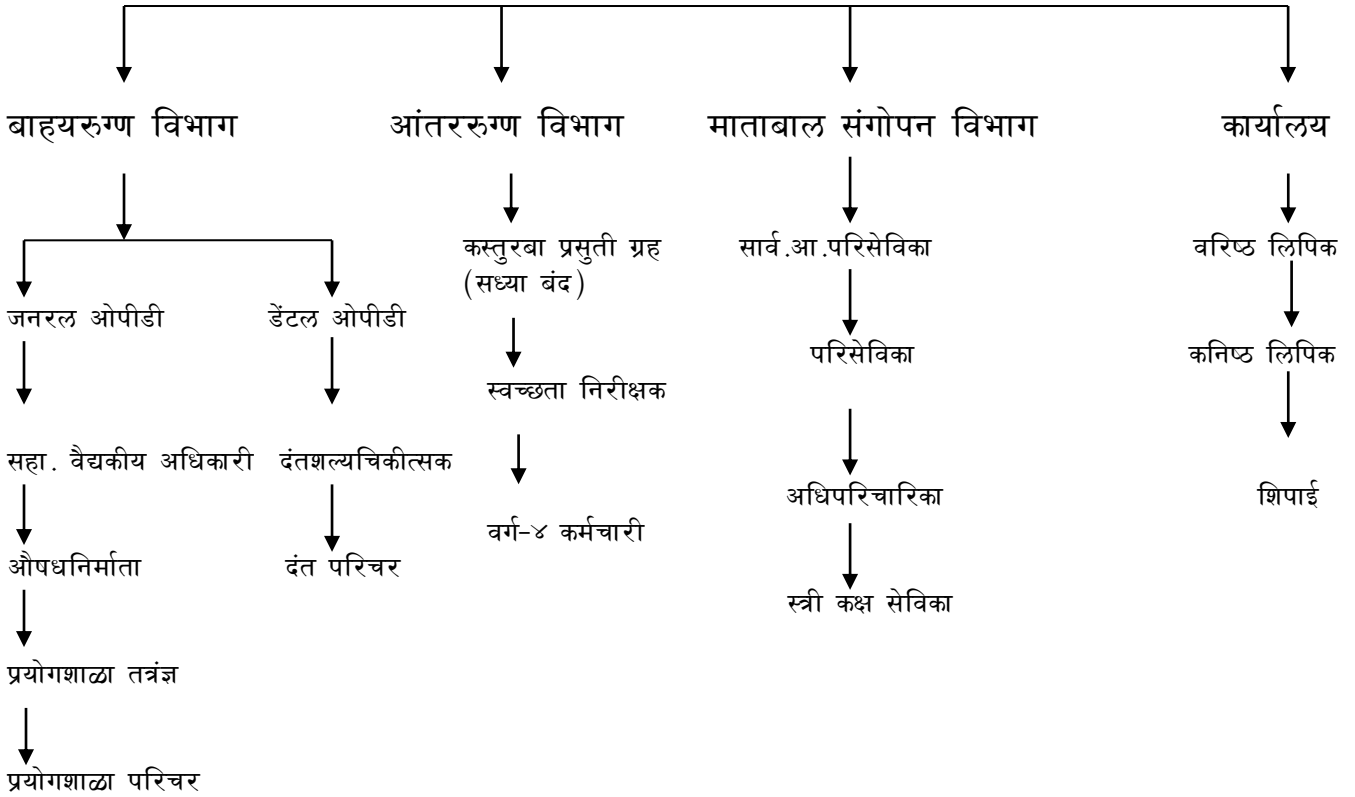 बाहयरुग्ण विभाग
आंतररुग्ण विभाग
माताबाल संगोपन विभाग
कार्यालय
कस्तुरबा प्रसुती ग्रह
(सध्या बंद)
सार्व.आ.परिसेविका
वरिष्ठ लिपिक
जनरल ओपीडी
डेंटल ओपीडी
परिसेविका
कनिष्ठ लिपिक
स्वच्छता निरीक्षक
सहा. वैद्यकीय अधिकारी
दंतशल्यचिकीत्सक
अधिपरिचारिका
शिपाई
वर्ग-४ कर्मचारी
औषधनिर्माता
दंत परिचर
स्त्री कक्ष सेविका
प्रयोगशाळा तत्रंज्ञ
प्रयोगशाळा परिचर